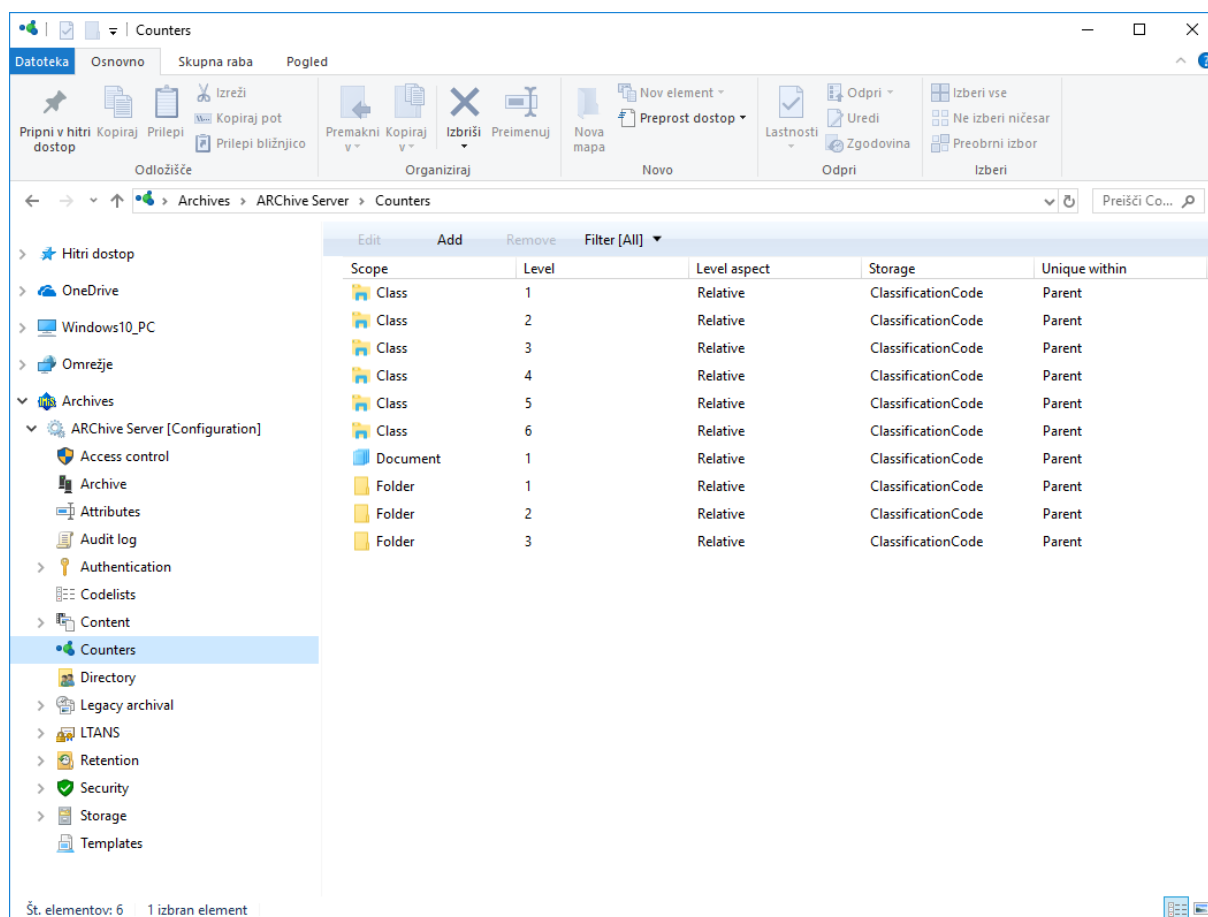 Counters
Datoteka Osnovno Skupna raba Pogled
Pripni v hitri dostop
Kopiraj
Prilepi
Izreži
Kopiraj pot
Prilepi bližnjico
Odložišče
Premakni v
Kopiraj v
Izbriši
Preimenuj
Organiziraj
Nova mapa
Nov element
Preprost dostop
Novo
Lastnosti
Odpri
Uredi
Zgodovina
Odpri
Izberi vse
Ne izberi ničesar
Preobrni izbor
Izberi
Archives > ARChive Server > Counters
Preišči Co...
Hitri dostop
OneDrive
Windows10_PC
Omrežje
Archives
ARChive Server [Configuration]
Access control
Archive
Attributes
Audit log
Authentication
Codelists
Content
Counters
Directory
Legacy archival
LTANS
Retention
Security
Storage
Templates
Edit Add Remove Filter [All]
Scope Level Level aspect Storage Unique within
Class 1 Relative ClassificationCode Parent
Class 2 Relative ClassificationCode Parent
Class 3 Relative ClassificationCode Parent
Class 4 Relative ClassificationCode Parent
Class 5 Relative ClassificationCode Parent
Class 6 Relative ClassificationCode Parent
Document 1 Relative ClassificationCode Parent
Folder 1 Relative ClassificationCode Parent
Folder 2 Relative ClassificationCode Parent
Folder 3 Relative ClassificationCode Parent
Št. elementov: 6 1 izbran element